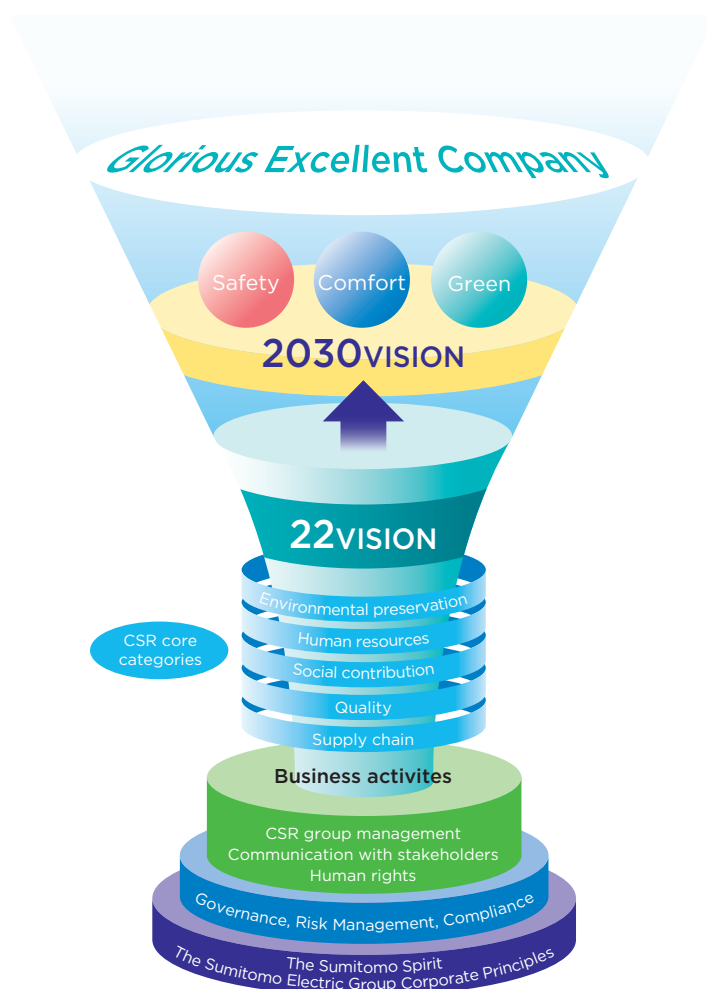 Glorious Excellent Company
Safety
Comfort
Green
2030VISION
22VISION
Environmental preservation
Human resources
Social contribution
Quality
Supply chain
CSR core
categories
Business activites
CSR group management
Communication with stakeholders
Human rights
Governance, Risk Management, Compliance
The Sumitomo Spirit
The Sumitomo Electric Group Corporate Principles